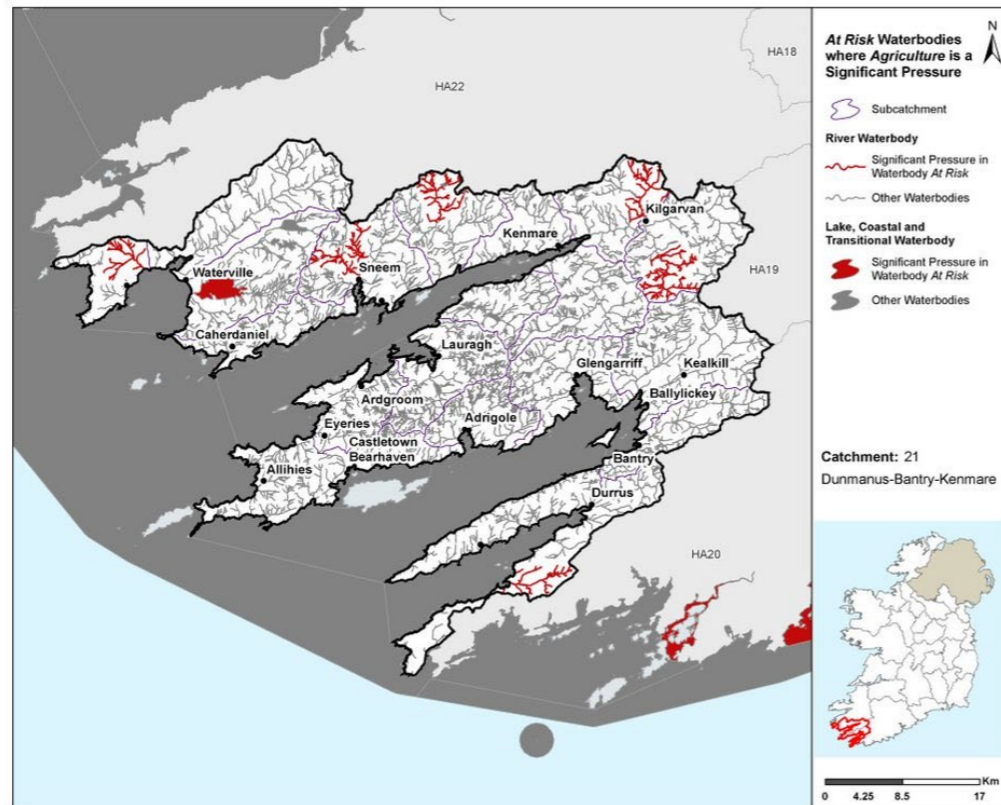 HA18
HA22
HA19
HA20
Kilgarvan
Kenmare
Sneem
Waterville
Caherdaniel
Lauragh
Glengarriff
Kealkill
Ardgroom
Ballylickey
Eyeries
Adrigole
Castletown
Bearhaven
Bantry
Allihies
Durrus
At Risk Waterbodies
where Agriculture is a
Significant Pressure
N
Subcatchment
River Waterbody
Significant Pressure in
Waterbody At Risk
Other Waterbodies
Lake, Coastal and
Transitional Waterbody
Significant Pressure in
Waterbody At Risk
Other Waterbodies
Catchment: 21
Dunmanus-Bantry-Kenmare
Km
0 4.25 8.5 17